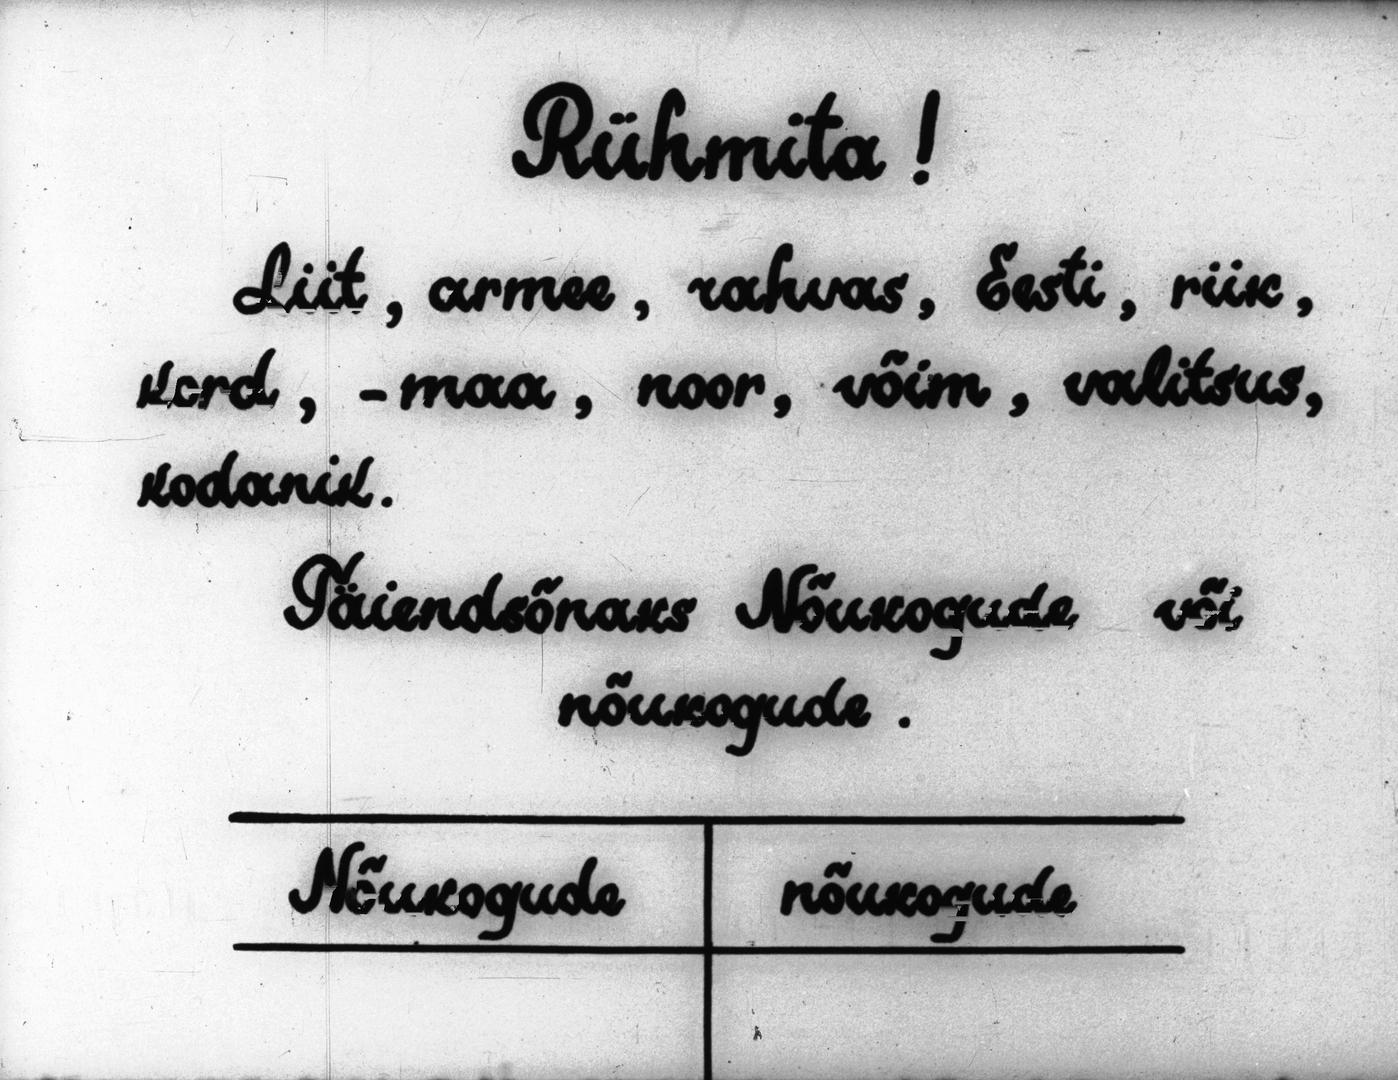 Rühmita !
Liit, armee, rahvas, Eesti, riik,
kord, -maa, noor, võim, valitsus,
kodanik.
Täiendsõnaks Nõukogude või
nõukogude.
Nõukogude nõukogude